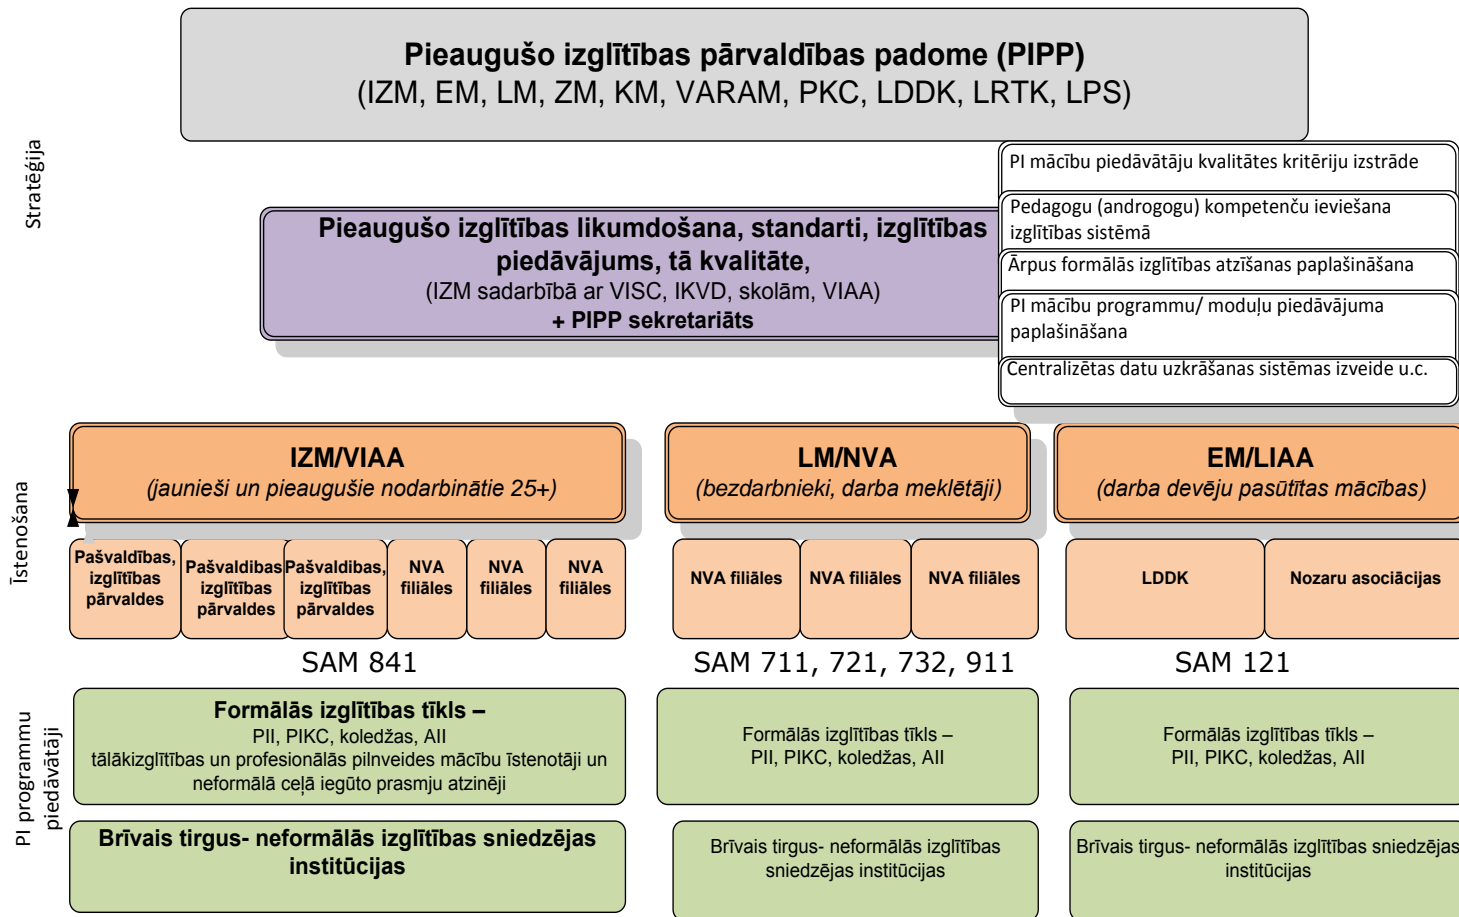 Pieaugušo izglītības pārvaldības padome (PIPP)
(IZM, EM, LM, ZM, KM, VARAM, PKC, LDDK, LRTK, LPS)
Stratēģija
PI mācību piedāvātāju kvalitātes kritēriju izstrāde
Pedagogu (androgogu) kompetenču ieviešana
izglītības sistēmā
Ārpus formālās izglītības atzīšanas paplašināšana
PI mācību programmu/ moduļu piedāvājuma
paplašināšana
Centralizētas datu uzkrāšanas sistēmas izveide u.c.
Pieaugušo izglītības likumdošana, standarti, izglītības
piedāvājums, tā kvalitāte,
(IZM sadarbībā ar VISC, IKVD, skolām, VIAA)
+ PIPP sekretariāts
Īstenošana
IZM/VIAA
(jaunieši un pieaugušie nodarbinātie 25+)
LM/NVA
(bezdarbnieki, darba meklētāji)
EM/LIAA
(darba devēju pasūtītas mācības)
Pašvaldības,
izglītības
pārvaldes
Pašvaldibas
izglītības
pārvaldes
Pašvaldibas,
izglītības
pārvaldes
NVA
filiāles
NVA
filiāles
NVA
filiāles
NVA filiāles
NVA filiāles
NVA filiāles
LDDK
Nozaru asociācijas
SAM 841
SAM 711, 721, 732, 911
SAM 121
PI programmu
piedāvātāji
Formālās izglītības tīkls –
PII, PIKC, koledžas, AII
tālākizglītības un profesionālās pilnveides mācību īstenotāji un
neformālā ceļā iegūto prasmju atzinēji
Formālās izglītības tīkls –
PII, PIKC, koledžas, AII
Formālās izglītības tīkls –
PII, PIKC, koledžas, AII
Brīvais tirgus- neformālās izglītības sniedzējas
institūcijas
Brīvais tirgus- neformālās izglītības
sniedzējas institūcijas
Brīvais tirgus- neformālās izglītības sniedzējas
institūcijas